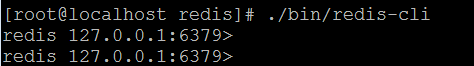 [root@localhost redis]# ./bin/redis-cli
redis 127.0.0.1:6379>
redis 127.0.0.1:6379>